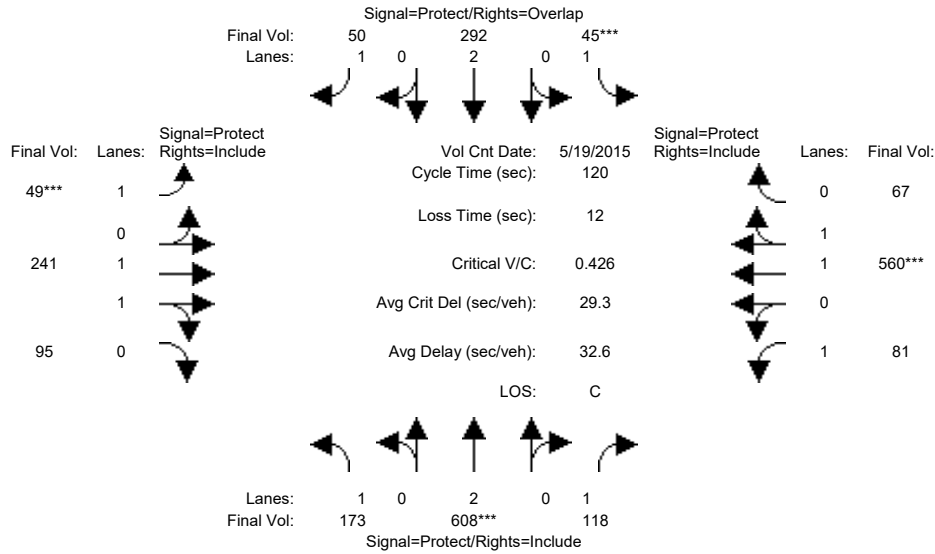 Signal=Protect/Rights=Overlap
Final Vol: 50 292 45***
Lanes: 1 0 2 0 1
Signal=Protect
Final Vol: Lanes: Rights=Include
Vol Cnt Date: 5/19/2015
Signal=Protect
Rights=Include Lanes: Final Vol:
Cycle Time (sec): 120
49*** 1
0 67
Loss Time (sec): 12
0
1
241 1
Critical V/C: 0.426
1 560***
1
Avg Crit Del (sec/veh): 29.3
0
95 0
Avg Delay (sec/veh): 32.6
1 81
LOS: C
Lanes: 1 0 2 0 1
Final Vol: 173 608*** 118
Signal=Protect/Rights=Include